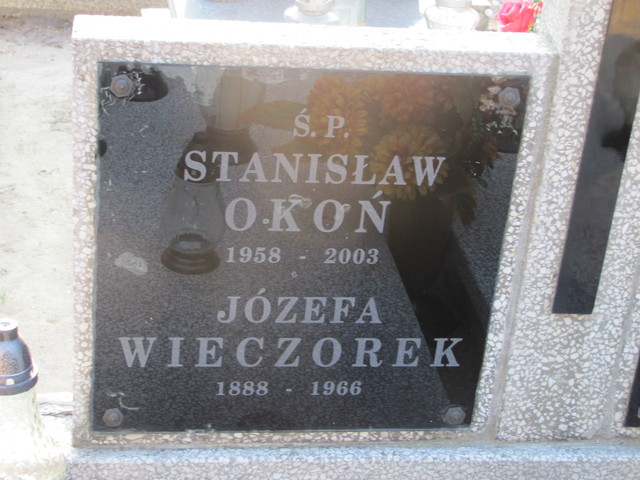 Ś. P.
STANISŁAW
OKOŃ
1958 - 2003
JÓZEFA
WIECZOREK
1888 - 1966